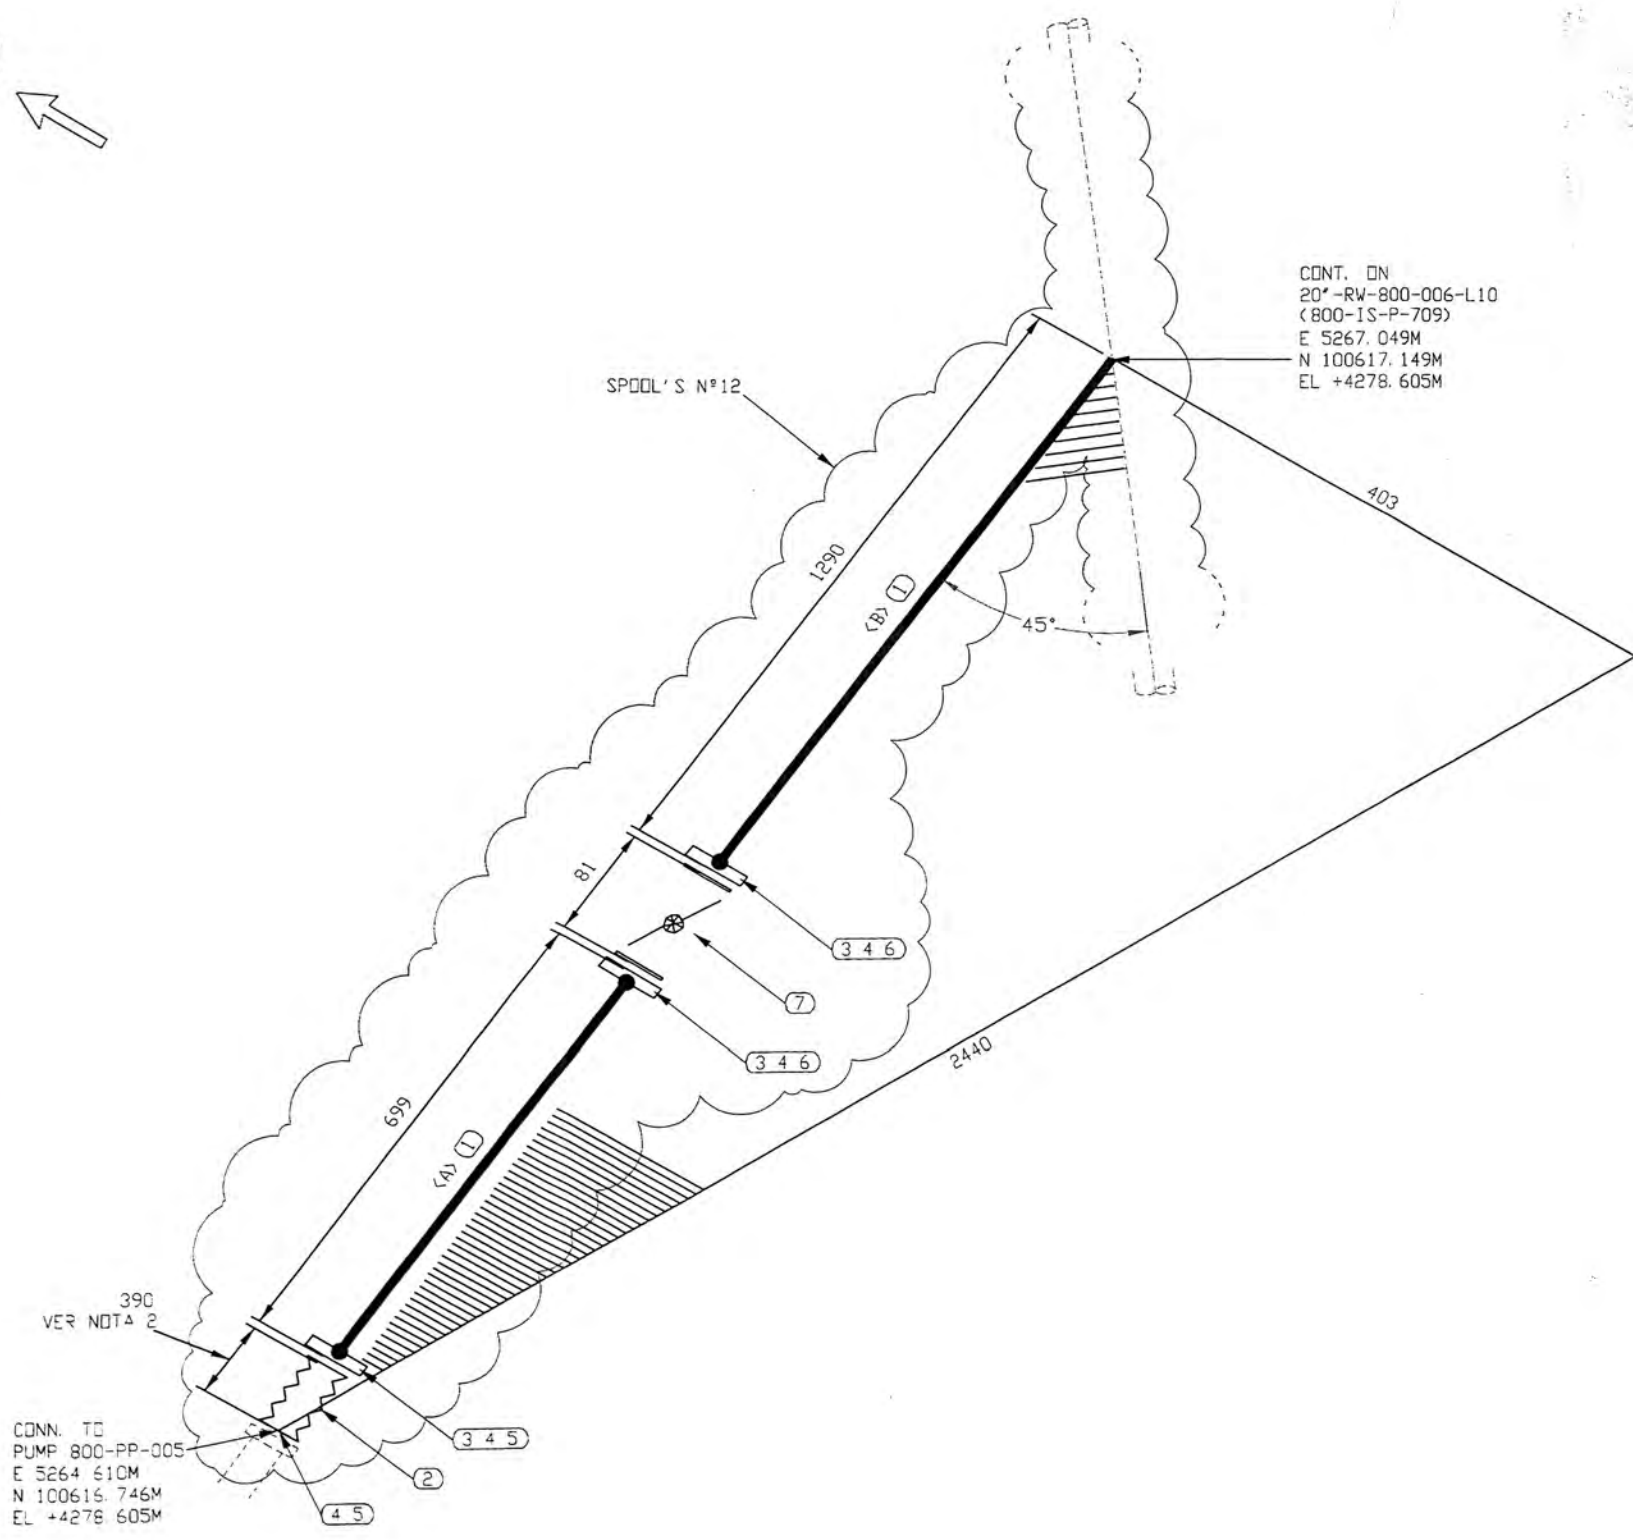 CONT. ON
20"-RW-800-006-L10
(800-IS-P-709)
E 5267.049M
N 100617.149M
EL +4278.605M
SPOOL'S Nº12
403
1290
<B> 1
45°
81
3 4 6
7
3 4 6
2440
699
<A> 1
390
VER NOTA 2
CONN. TO
PUMP 800-PP-005
E 5264.610M
N 100616.746M
EL +4278.605M
3 4 5
2
4 5